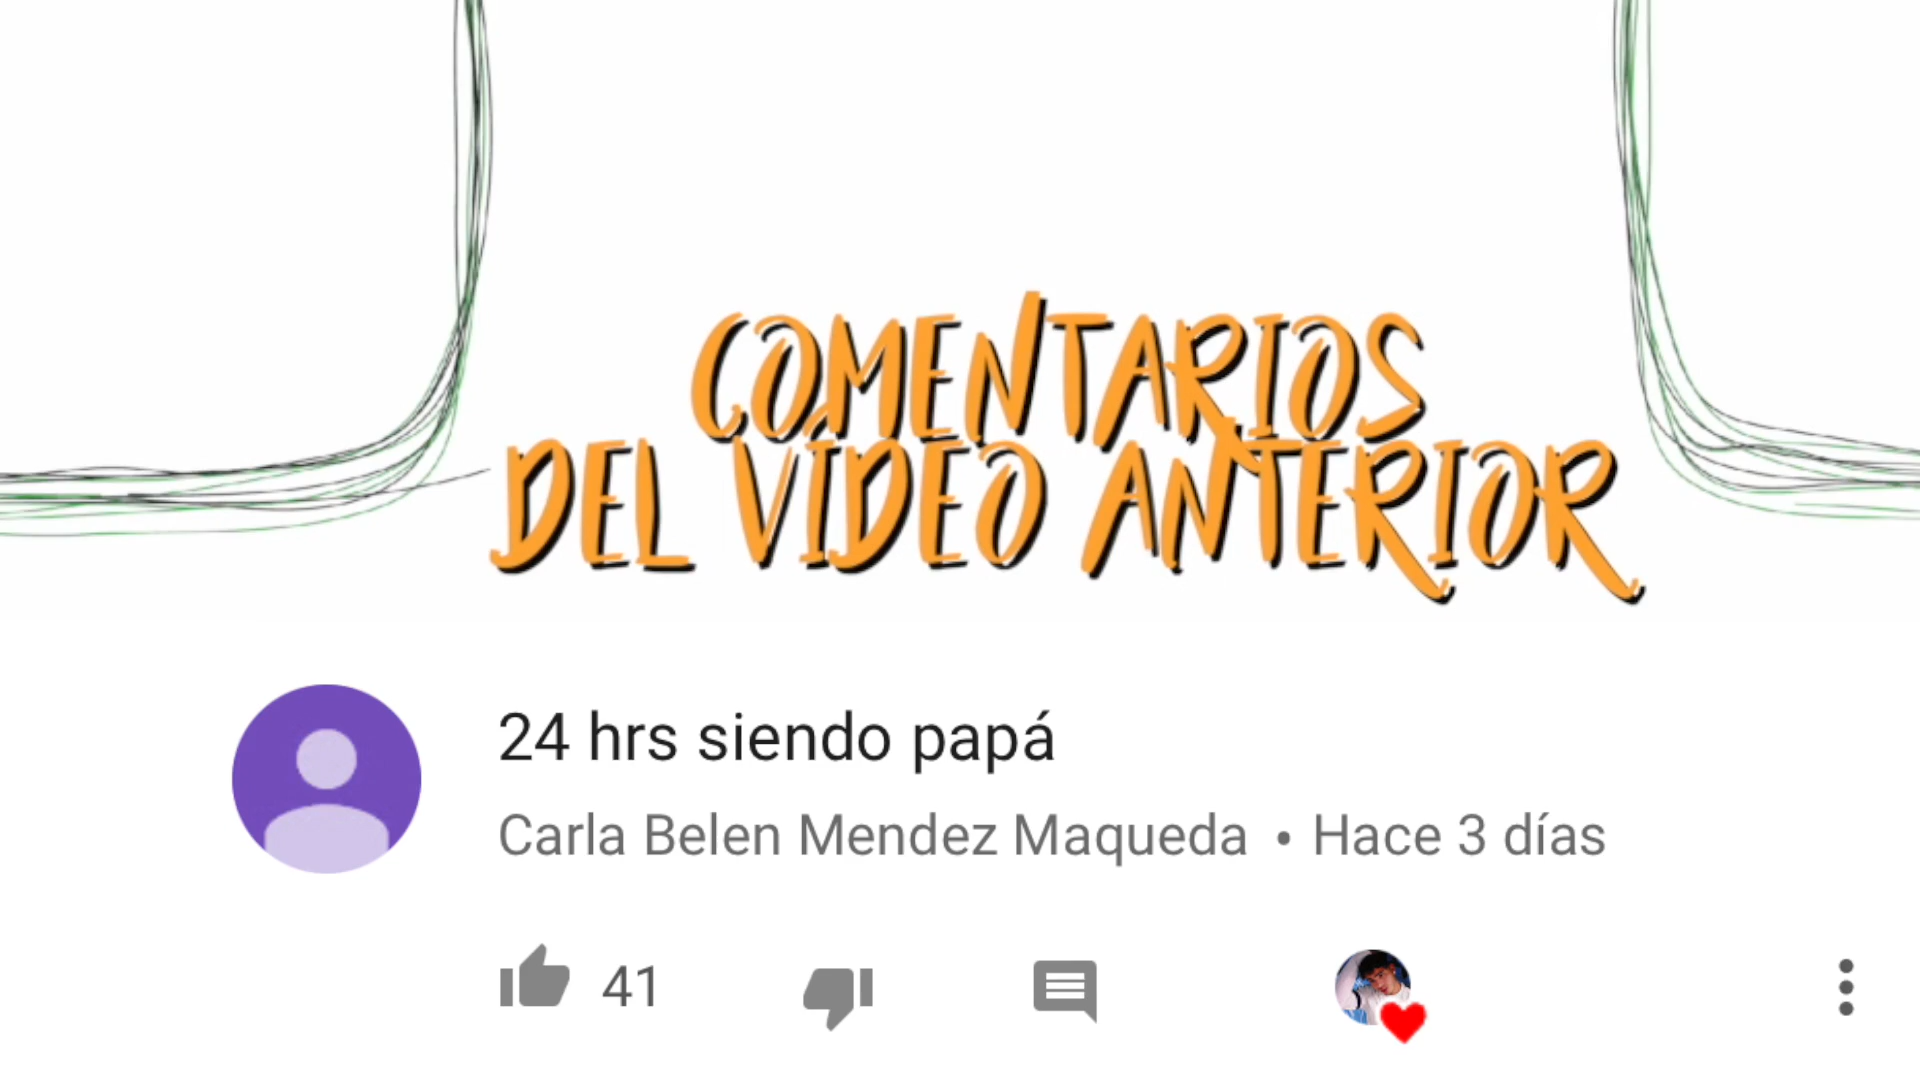 COMENTARIOS
DEL VÍDEO ANTERIOR
24 hrs siendo papá
Carla Belen Mendez Maqueda • Hace 3 días
41